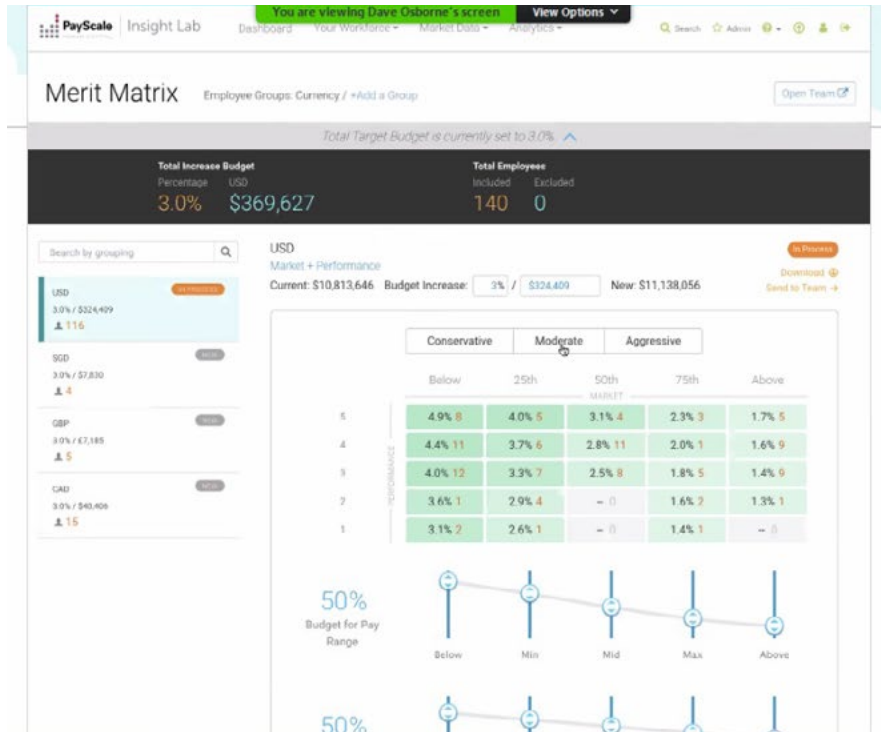 You are viewing Dave Osborne's screen View Options
PayScale Insight Lab Dashboard Your Workforce Market Data Analytics Search Admin
Merit Matrix Employee Groups: Currency / +Add a Group Open Team
Total Target Budget is currently set to 3.0%
Total Increase Budget Total Employees
Percentage USD Included Excluded
3.0% $369,627 140 0
Search by grouping
USD IN PROCESS
3.0% / $324,409
116
SGD NEW
3.0% / $7,830
4
GBP NEW
3.0% / £7,185
5
CAD NEW
3.0% / $40,406
15
USD In Process
Market + Performance Download
Current: $10,813,646 Budget Increase: 3% / $324,409 New: $11,138,056 Send to Team
Conservative Moderate Aggressive
Below 25th 50th 75th Above
MARKET
PERFORMANCE
5 4.9% 8 4.0% 5 3.1% 4 2.3% 3 1.7% 5
4 4.4% 11 3.7% 6 2.8% 11 2.0% 1 1.6% 9
3 4.0% 12 3.3% 7 2.5% 8 1.8% 5 1.4% 9
2 3.6% 1 2.9% 4 – 0 1.6% 2 1.3% 1
1 3.1% 2 2.6% 1 – 0 1.4% 1 – 0
50%
Budget for Pay
Range
Below Min Mid Max Above
50%